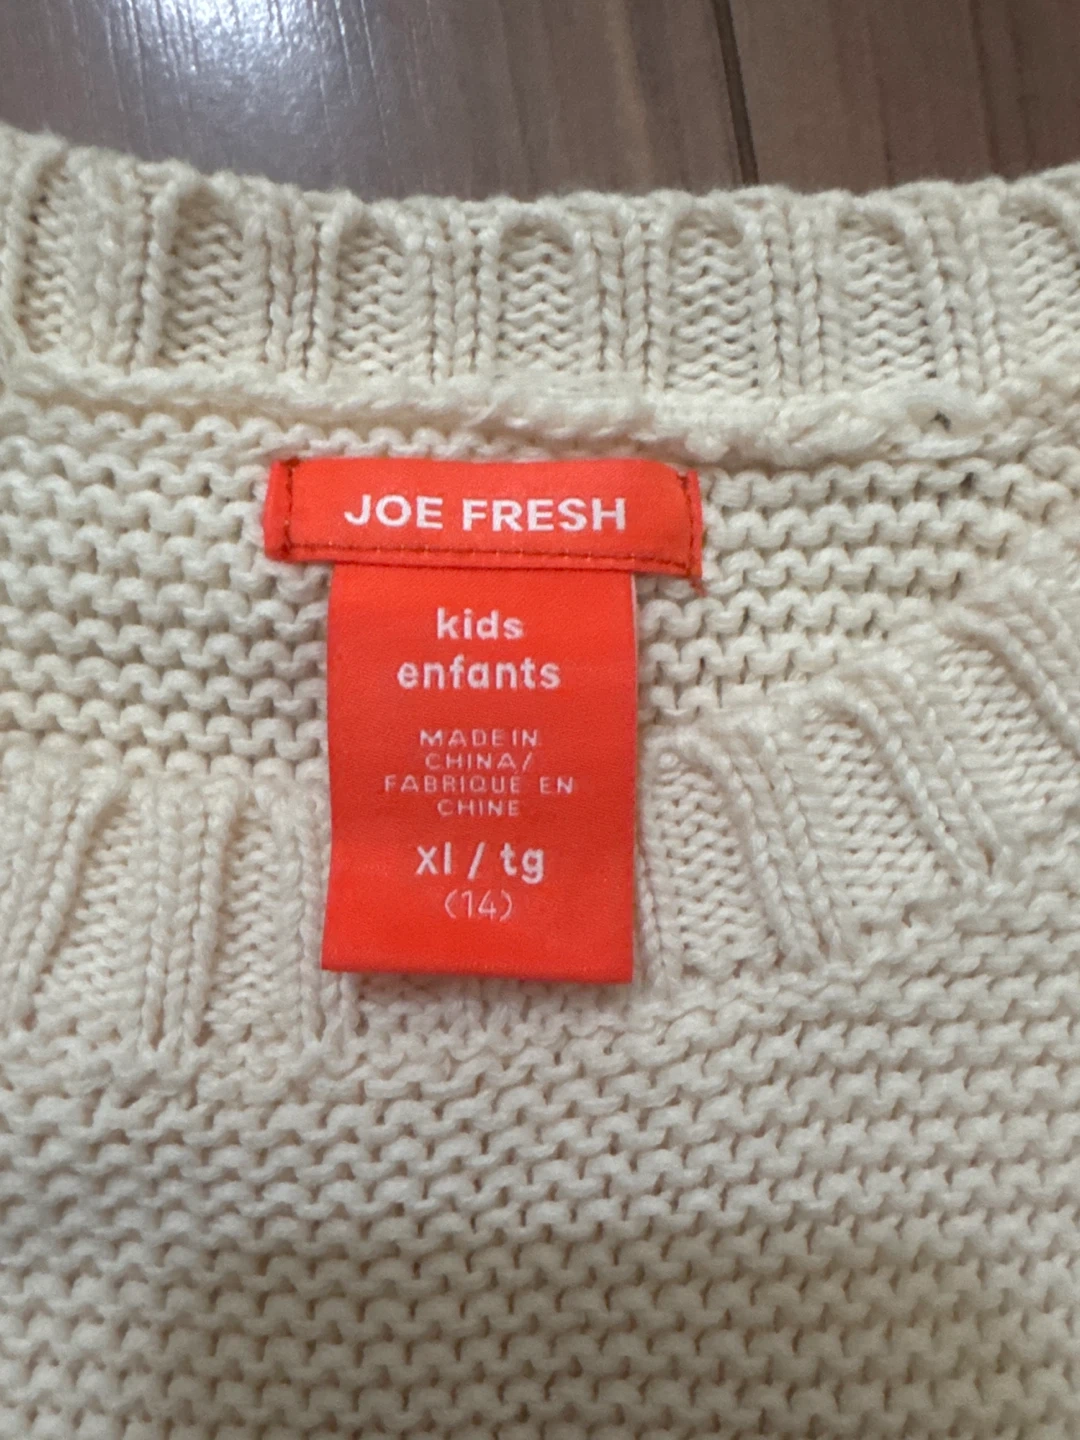 JOE FRESH
kids
enfants
MADE IN
CHINA/
FABRIQUE EN
CHINE
xl / tg
(14)